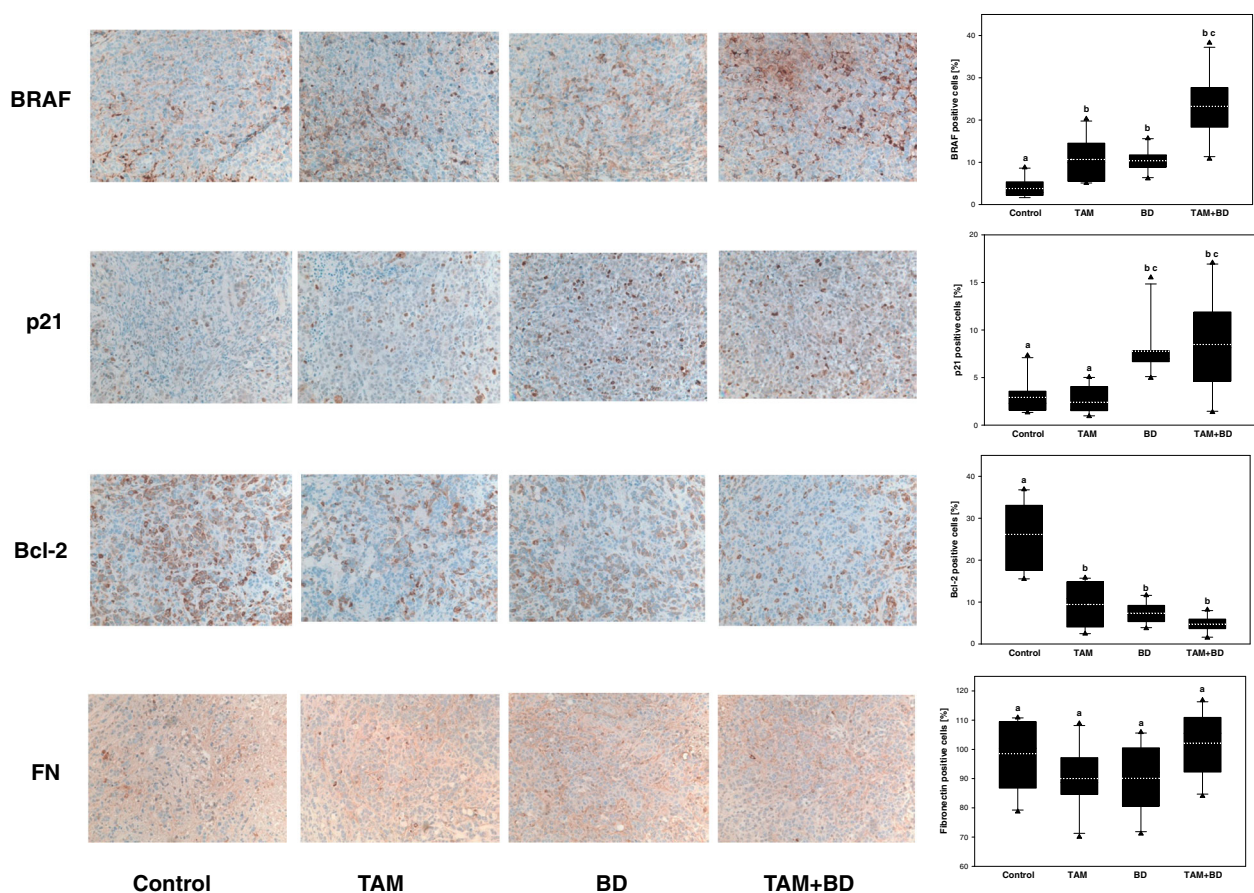 BRAF
BRAF positive cells [%]
40
30
20
10
0
a
b
b
b c
Control TAM BD TAM+BD
p21
p21 positive cells [%]
20
15
10
5
0
a
a
b c
b c
Control TAM BD TAM+BD
Bcl-2
Bcl-2 positive cells [%]
40
30
20
10
0
a
b
b
b
Control TAM BD TAM+BD
FN
Fibronectin positive cells [%]
120
110
100
90
80
70
60
a
a
a
a
Control TAM BD TAM+BD
Control TAM BD TAM+BD